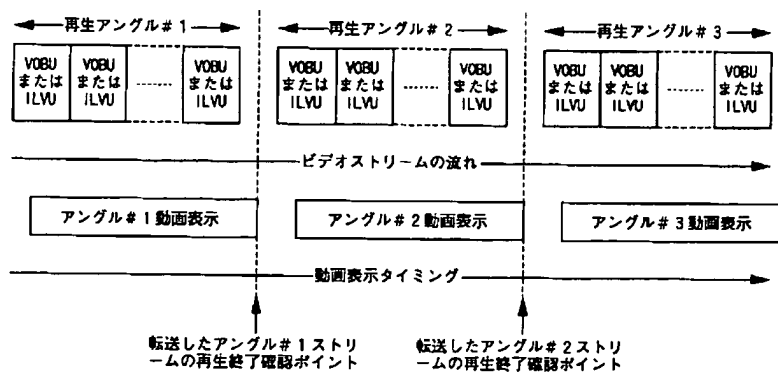 再生アングル#1
再生アングル#2
再生アングル#3
VOBU
または
ILVU
VOBU
または
ILVU
........
VOBU
または
ILVU
VOBU
または
ILVU
VOBU
または
ILVU
........
VOBU
または
ILVU
VOBU
または
ILVU
VOBU
または
ILVU
........
VOBU
または
ILVU
ビデオストリームの流れ
アングル#1動画表示
アングル#2動画表示
アングル#3動画表示
動画表示タイミング
転送したアングル#1ストリ
ームの再生終了確認ポイント
転送したアングル#2ストリ
ームの再生終了確認ポイント